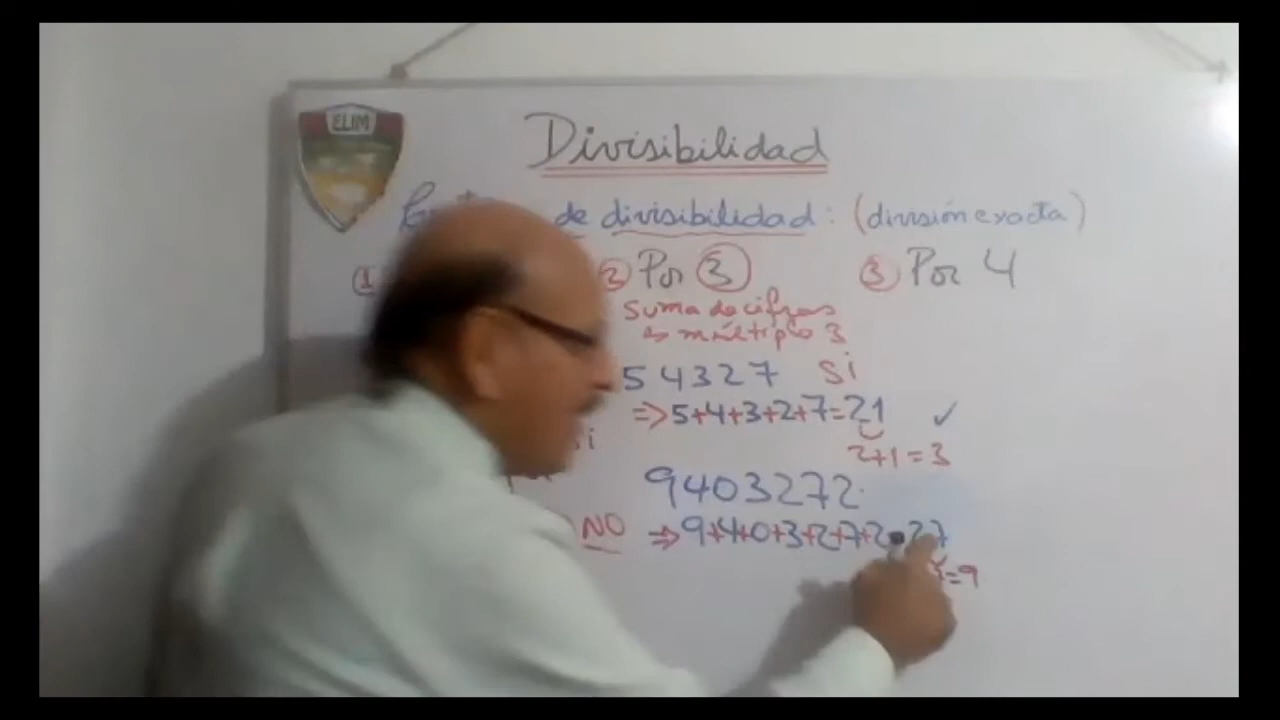 ELIM
Divisibilidad
de divisibilidad: (división exacta)
1
2 Por 3
suma de cifras
es múltiplo 3
54327 Si
=> 5+4+3+2+7=21 ✓
2+1=3
si
9403272
NO
=> 9+4+0+3+2+7+2 27
=9
3 Por 4